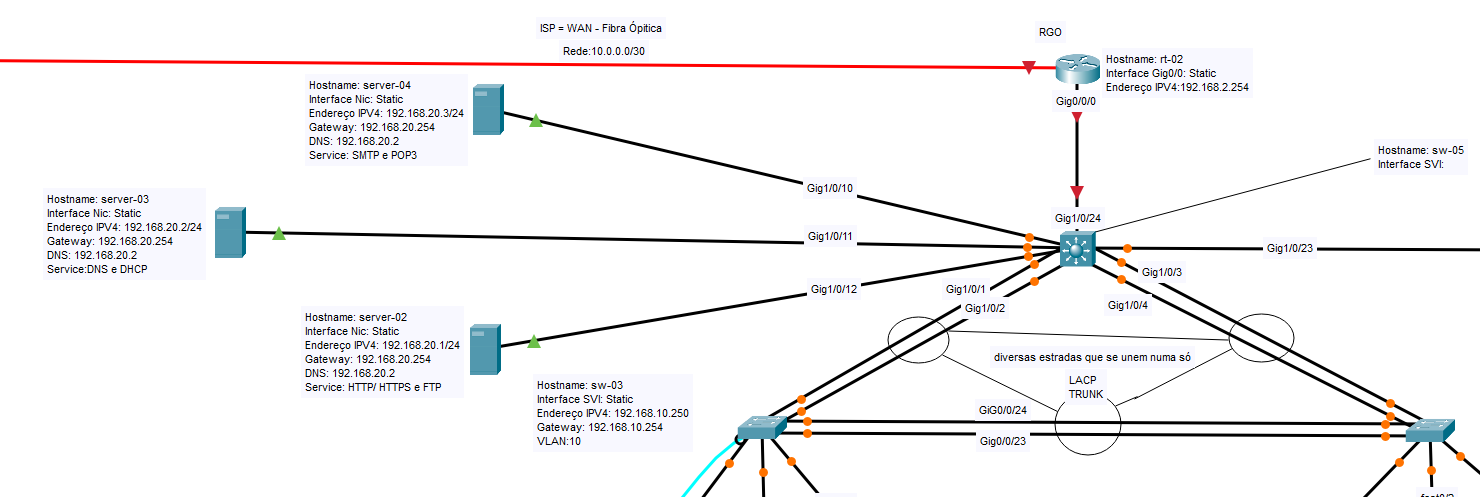 ISP = WAN - Fibra Ópitica
Rede:10.0.0.0/30
RGO
Hostname: rt-02
Interface Gig0/0: Static
Endereço IPV4:192.168.2.254
Gig0/0/0
Hostname: server-04
Interface Nic: Static
Endereço IPV4: 192.168.20.3/24
Gateway: 192.168.20.254
DNS: 192.168.20.2
Service: SMTP e POP3
Hostname: sw-05
Interface SVI:
Gig1/0/10
Hostname: server-03
Interface Nic: Static
Endereço IPV4: 192.168.20.2/24
Gateway: 192.168.20.254
DNS: 192.168.20.2
Service:DNS e DHCP
Gig1/0/24
Gig1/0/11
Gig1/0/23
Gig1/0/3
Gig1/0/12
Gig1/0/1
Gig1/0/2
Gig1/0/4
Hostname: server-02
Interface Nic: Static
Endereço IPV4: 192.168.20.1/24
Gateway: 192.168.20.254
DNS: 192.168.20.2
Service: HTTP/ HTTPS e FTP
diversas estradas que se unem numa só
LACP
TRUNK
Hostname: sw-03
Interface SVI: Static
Endereço IPV4: 192.168.10.250
Gateway: 192.168.10.254
VLAN:10
GiG0/0/24
Gig0/0/23